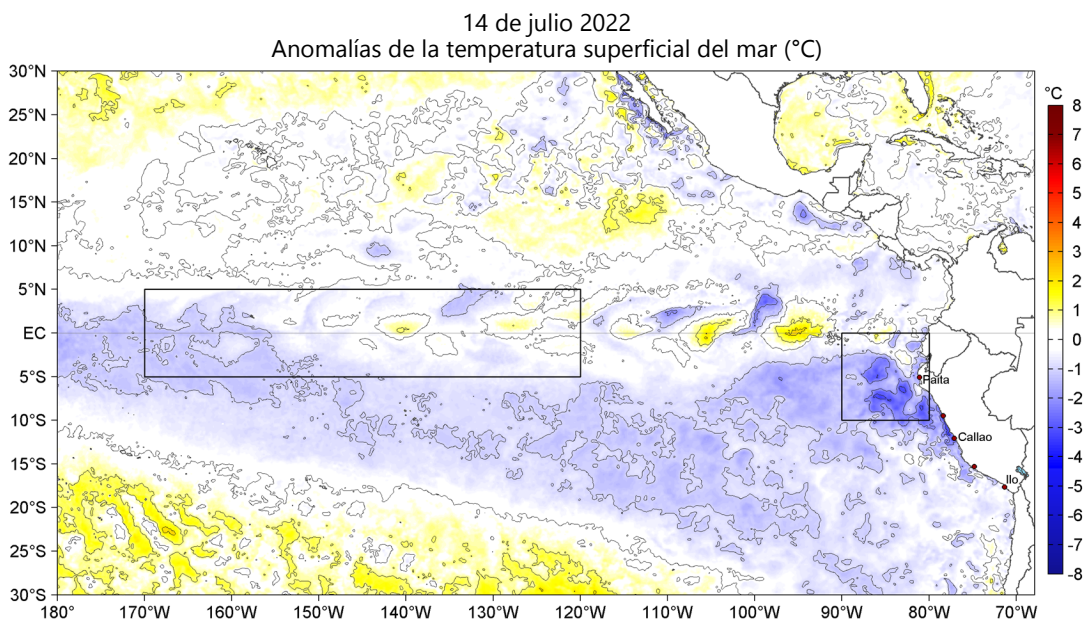 14 de julio 2022
Anomalías de la temperatura superficial del mar (°C)
30°N
25°N
20°N
15°N
10°N
5°N
EC
5°S
10°S
15°S
20°S
25°S
30°S
180
170°W
160°W
150°W
140°W
130°W
120°W
110°W
100°W
90°W
80°W
70°W
Paita
Callao
Ilo
°C
8
7
6
5
4
3
2
1
0
-1
-2
-3
-4
-5
-6
-7
-8